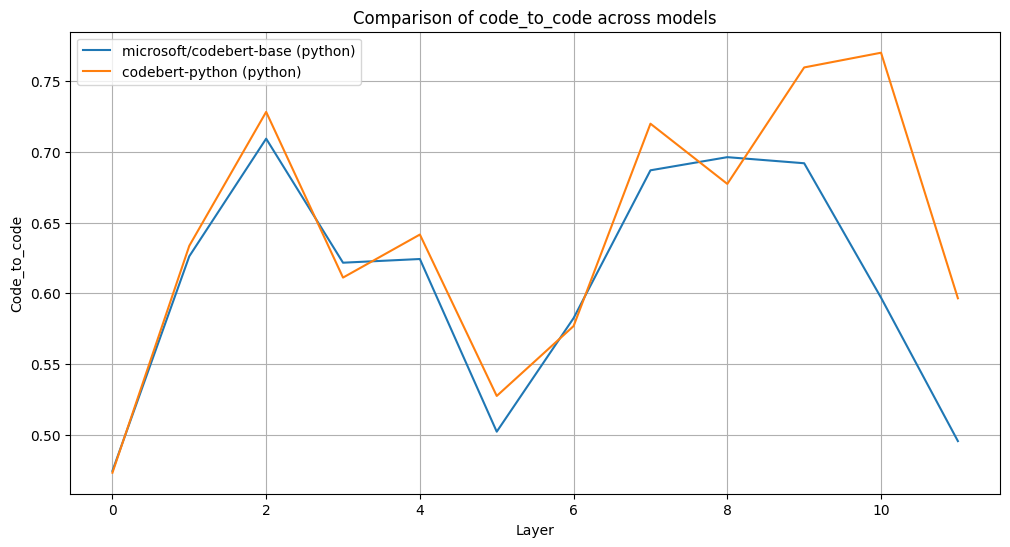 Comparison of code_to_code across models
microsoft/codebert-base (python)
codebert-python (python)
Code_to_code
0.75
0.70
0.65
0.60
0.55
0.50
0 2 4 6 8 10
Layer